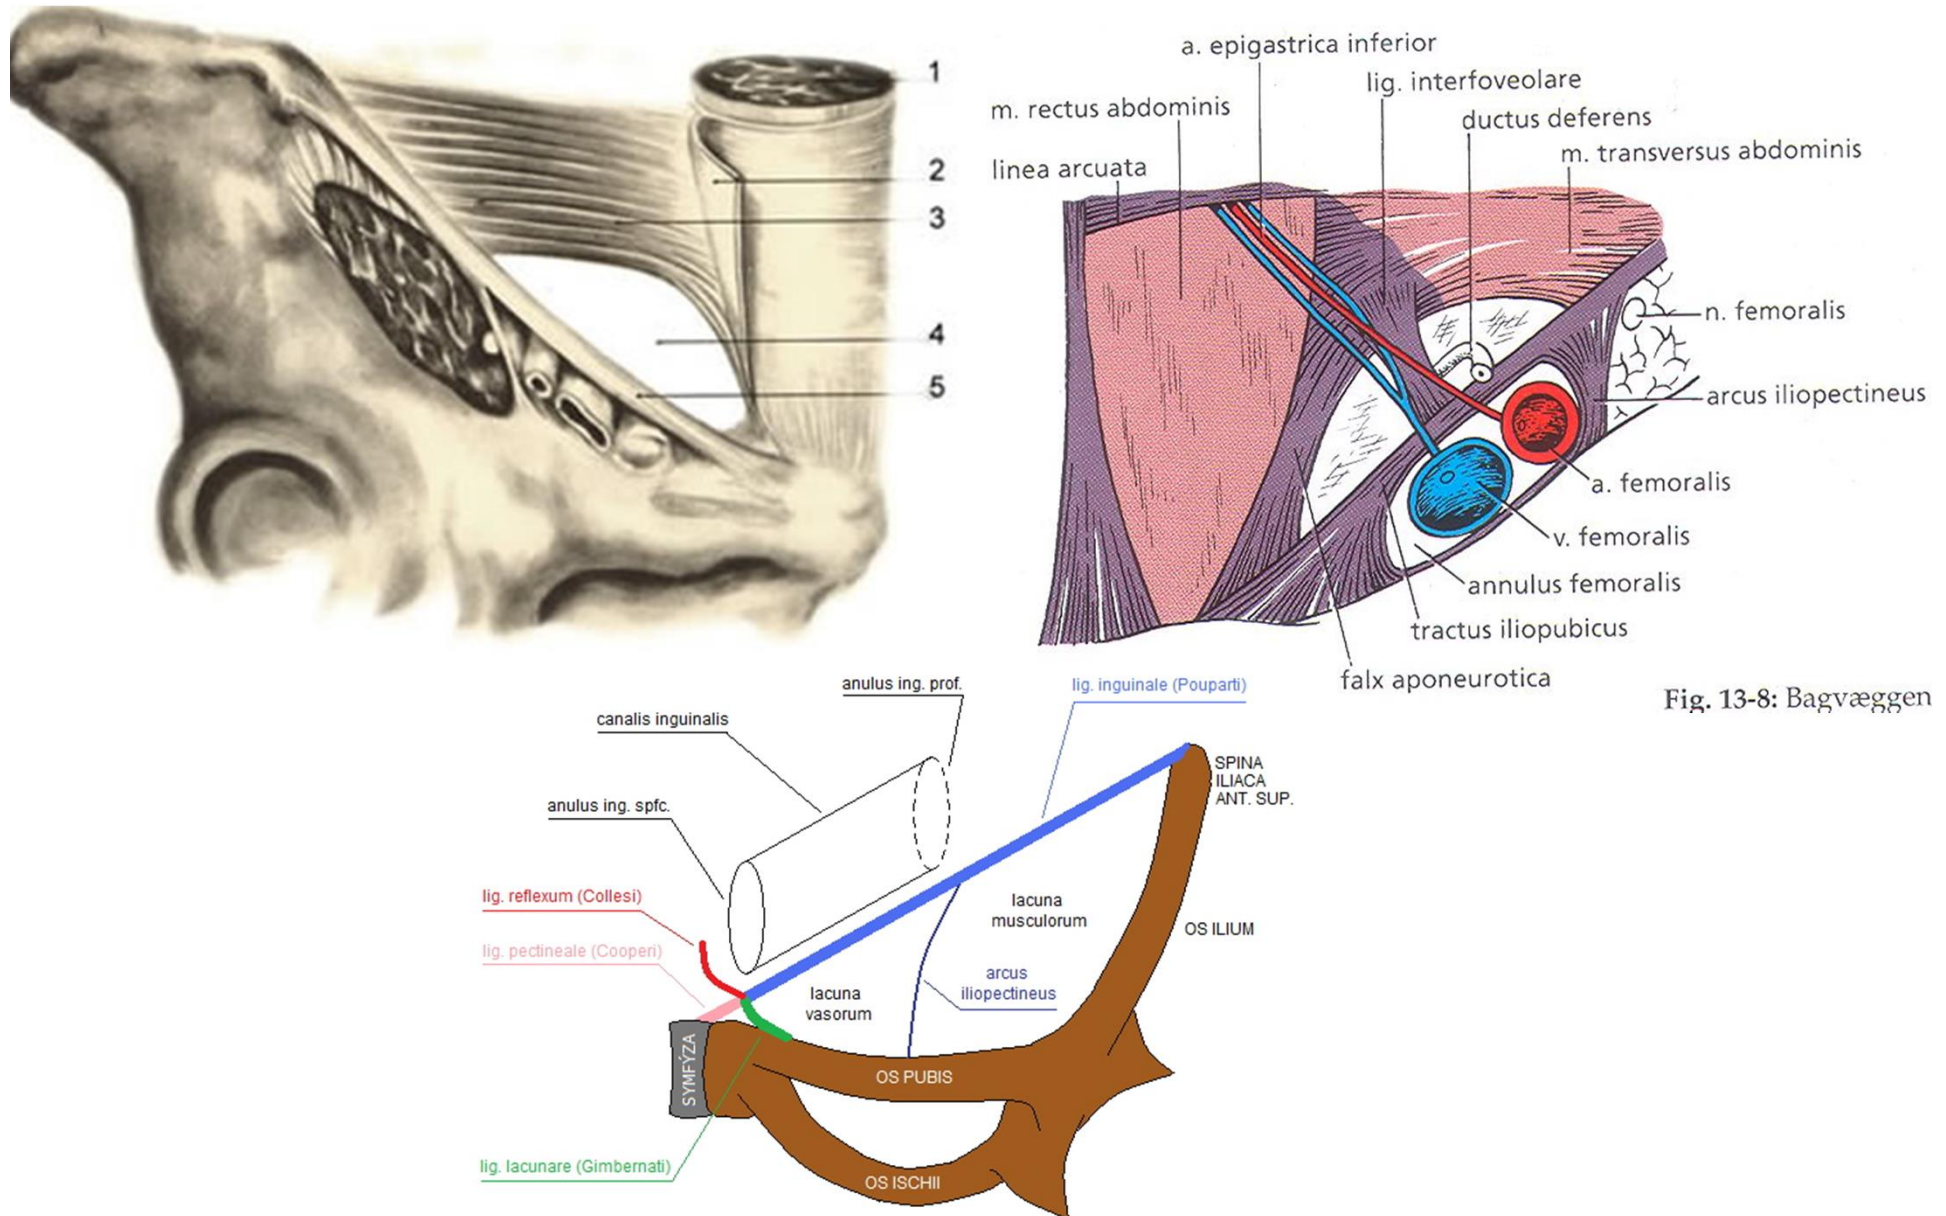 1
2
3
4
5
a. epigastrica inferior
lig. interfoveolare
m. rectus abdominis
ductus deferens
m. transversus abdominis
linea arcuata
n. femoralis
arcus iliopectineus
a. femoralis
v. femoralis
annulus femoralis
tractus iliopubicus
falx aponeurotica
Fig. 13-8: Bagvæggen
anulus ing. prof.
lig. inguinale (Pouparti)
canalis inguinalis
SPINA
ILIACA
ANT. SUP.
anulus ing. spfc.
lig. reflexum (Collesi)
lacuna
musculorum
OS ILIUM
lig. pectineale (Cooperi)
arcus
iliopectineus
lacuna
vasorum
SYMFÝZA
OS PUBIS
lig. lacunare (Gimbernati)
OS ISCHII